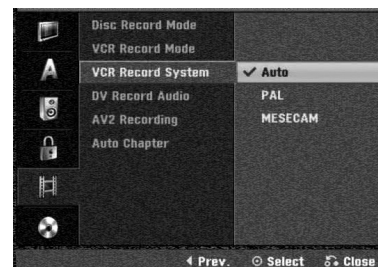 Disc Record Mode
VCR Record Mode
A
VCR Record System
✓ Auto
DV Record Audio
PAL
AV2 Recording
MESECAM
Auto Chapter
Prev.
Select
Close